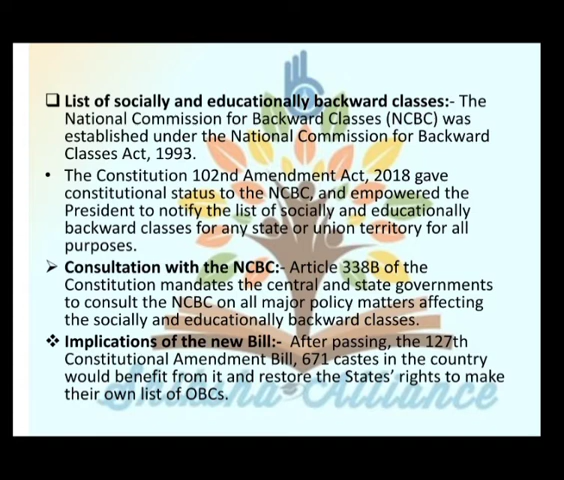 ❑ List of socially and educationally backward classes:- The
National Commission for Backward Classes (NCBC) was
established under the National Commission for Backward
Classes Act, 1993.
• The Constitution 102nd Amendment Act, 2018 gave
constitutional status to the NCBC, and empowered the
President to notify the list of socially and educationally
backward classes for any state or union territory for all
purposes.
➢ Consultation with the NCBC:- Article 338B of the
Constitution mandates the central and state governments
to consult the NCBC on all major policy matters affecting
the socially and educationally backward classes.
❖ Implications of the new Bill:- After passing, the 127th
Constitutional Amendment Bill, 671 castes in the country
would benefit from it and restore the States' rights to make
their own list of OBCs.
Shiksha-Alliance